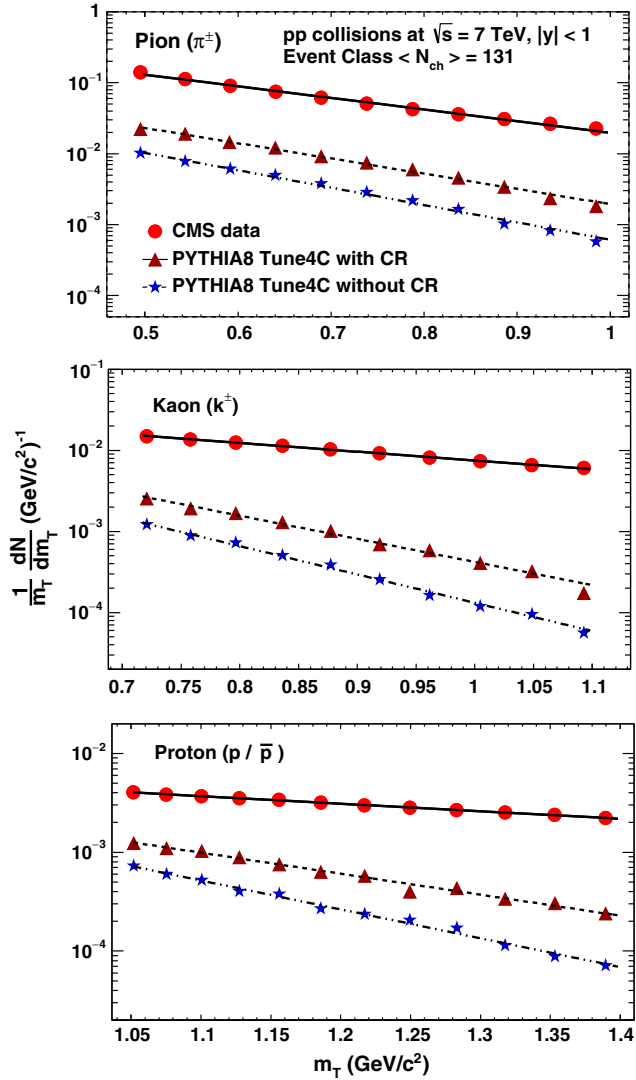 Pion (π±)
pp collisions at √s = 7 TeV, |y| < 1
Event Class < N_ch > = 131
CMS data
PYTHIA8 Tune4C with CR
PYTHIA8 Tune4C without CR
1
10⁻¹
10⁻²
10⁻³
10⁻⁴
0.5 0.6 0.7 0.8 0.9 1
Kaon (k±)
10⁻¹
10⁻²
10⁻³
10⁻⁴
0.7 0.75 0.8 0.85 0.9 0.95 1 1.05 1.1
1/m_T dN/dm_T (GeV/c²)⁻¹
Proton (p / p̅)
10⁻²
10⁻³
10⁻⁴
1.05 1.1 1.15 1.2 1.25 1.3 1.35 1.4
m_T (GeV/c²)